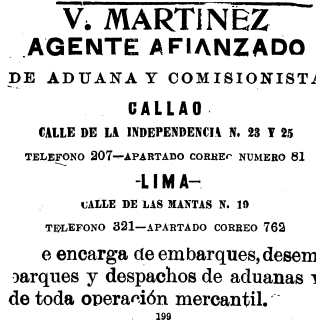 V. MARTINEZ
AGENTE AFIANZADO
DE ADUANA Y COMISIONISTA
CALLAO
CALLE DE LA INDEPENDENCIA N. 23 Y 25
TELEFONO 207—APARTADO CORREO NUMERO 81
-LIMA—
CALLE DE LAS MANTAS N. 19
TELEFONO 321—APARTADO CORREO 762
e encarga de embarques, desem
barques y despachos de aduanas y
de toda operación mercantil.
199